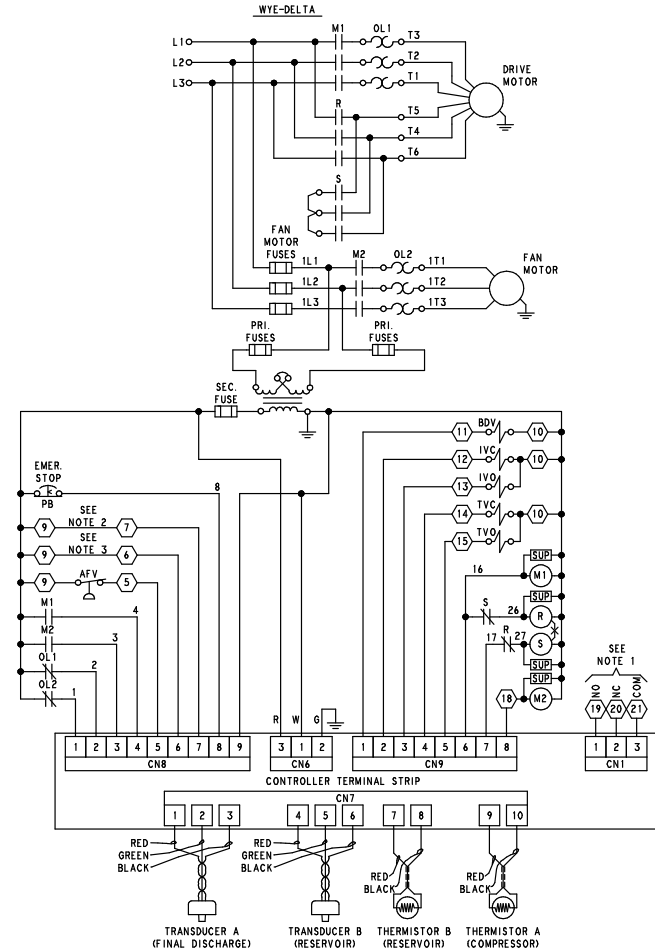 WYE-DELTA
M1 OL1 T3
L1
L2 T2
L3 T1
DRIVE
MOTOR
R T5
T4
T6
S
FAN
MOTOR
FUSES
1L1 M2 OL2 1T1
1L2 1T2
1L3 1T3
FAN
MOTOR
PRI.
FUSES
PRI.
FUSES
SEC.
FUSE
11 BDV 10
12 IVC 10
13 IVO
14 TVC 10
15 TVO
EMER.
STOP
PB
8
9 SEE
NOTE 2 7
9 SEE
NOTE 3 6
9 AFV 5
M1 4
M2 3
OL1 2
OL2 1
SUP
16 M1
SUP
S 26 R
17 R 27 S
SUP
SUP
18 M2
SEE
NOTE 1
NO NC COM
19 20 21
R W G
1 2 3 4 5 6 7 8 9
CN8
3 1 2
CN6
1 2 3 4 5 6 7 8
CN9
1 2 3
CN1
CONTROLLER TERMINAL STRIP
CN7
1 2 3 4 5 6 7 8 9 10
RED
GREEN
BLACK
RED
GREEN
BLACK
RED
BLACK
RED
BLACK
TRANSDUCER A
(FINAL DISCHARGE)
TRANSDUCER B
(RESERVOIR)
THERMISTOR B
(RESERVOIR)
THERMISTOR A
(COMPRESSOR)